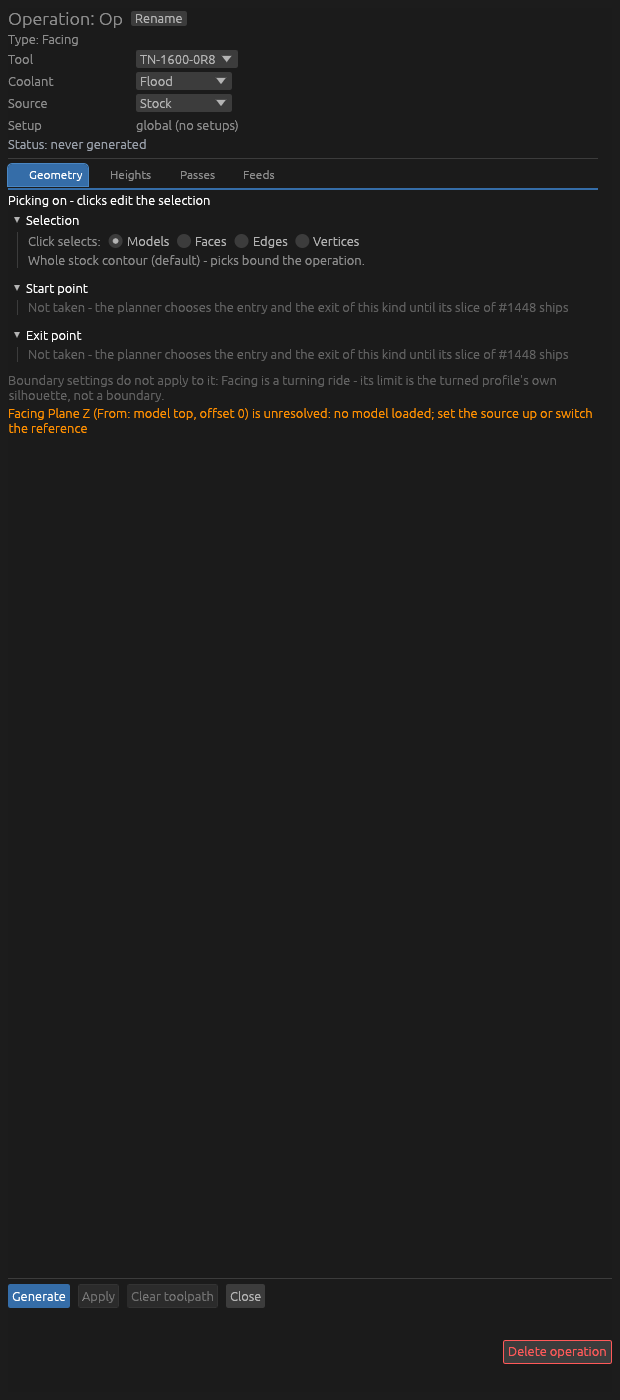 Operation: Op Rename
Type: Facing
Tool TN-1600-0R8
Coolant Flood
Source Stock
Setup global (no setups)
Status: never generated
Geometry Heights Passes Feeds
Picking on - clicks edit the selection
Selection
Click selects: Models Faces Edges Vertices
Whole stock contour (default) - picks bound the operation.
Start point
Not taken - the planner chooses the entry and the exit of this kind until its slice of #1448 ships
Exit point
Not taken - the planner chooses the entry and the exit of this kind until its slice of #1448 ships
Boundary settings do not apply to it: Facing is a turning ride - its limit is the turned profile's own
silhouette, not a boundary.
Facing Plane Z (From: model top, offset 0) is unresolved: no model loaded; set the source up or switch
the reference
Generate Apply Clear toolpath Close
Delete operation